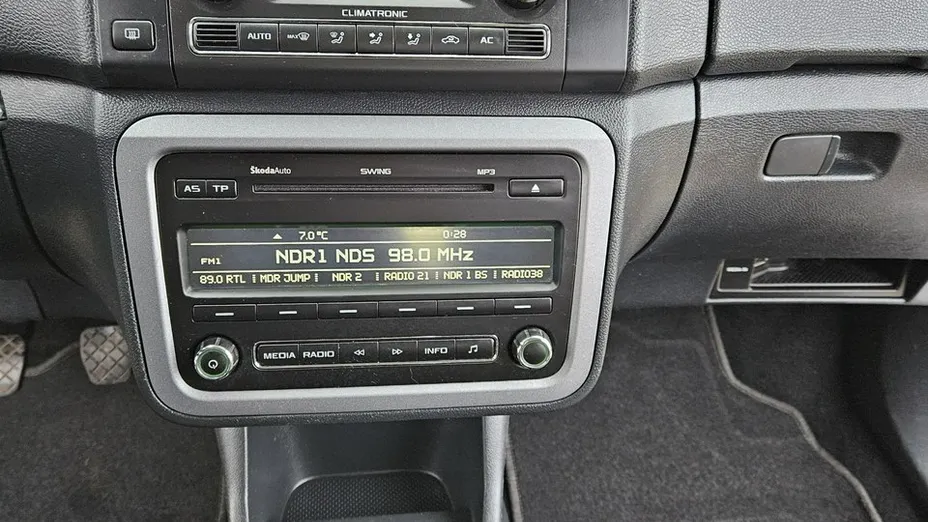 CLIMATRONIC
AUTO MAX AC
ŠkodaAuto SWING MP3
AS TP
7.0 °C 0:28
FM1 NDR1 NDS 98.0 MHz
89.0 RTL MDR JUMP NDR 2 RADIO 21 NDR 1 BS RADIO38
MEDIA RADIO INFO